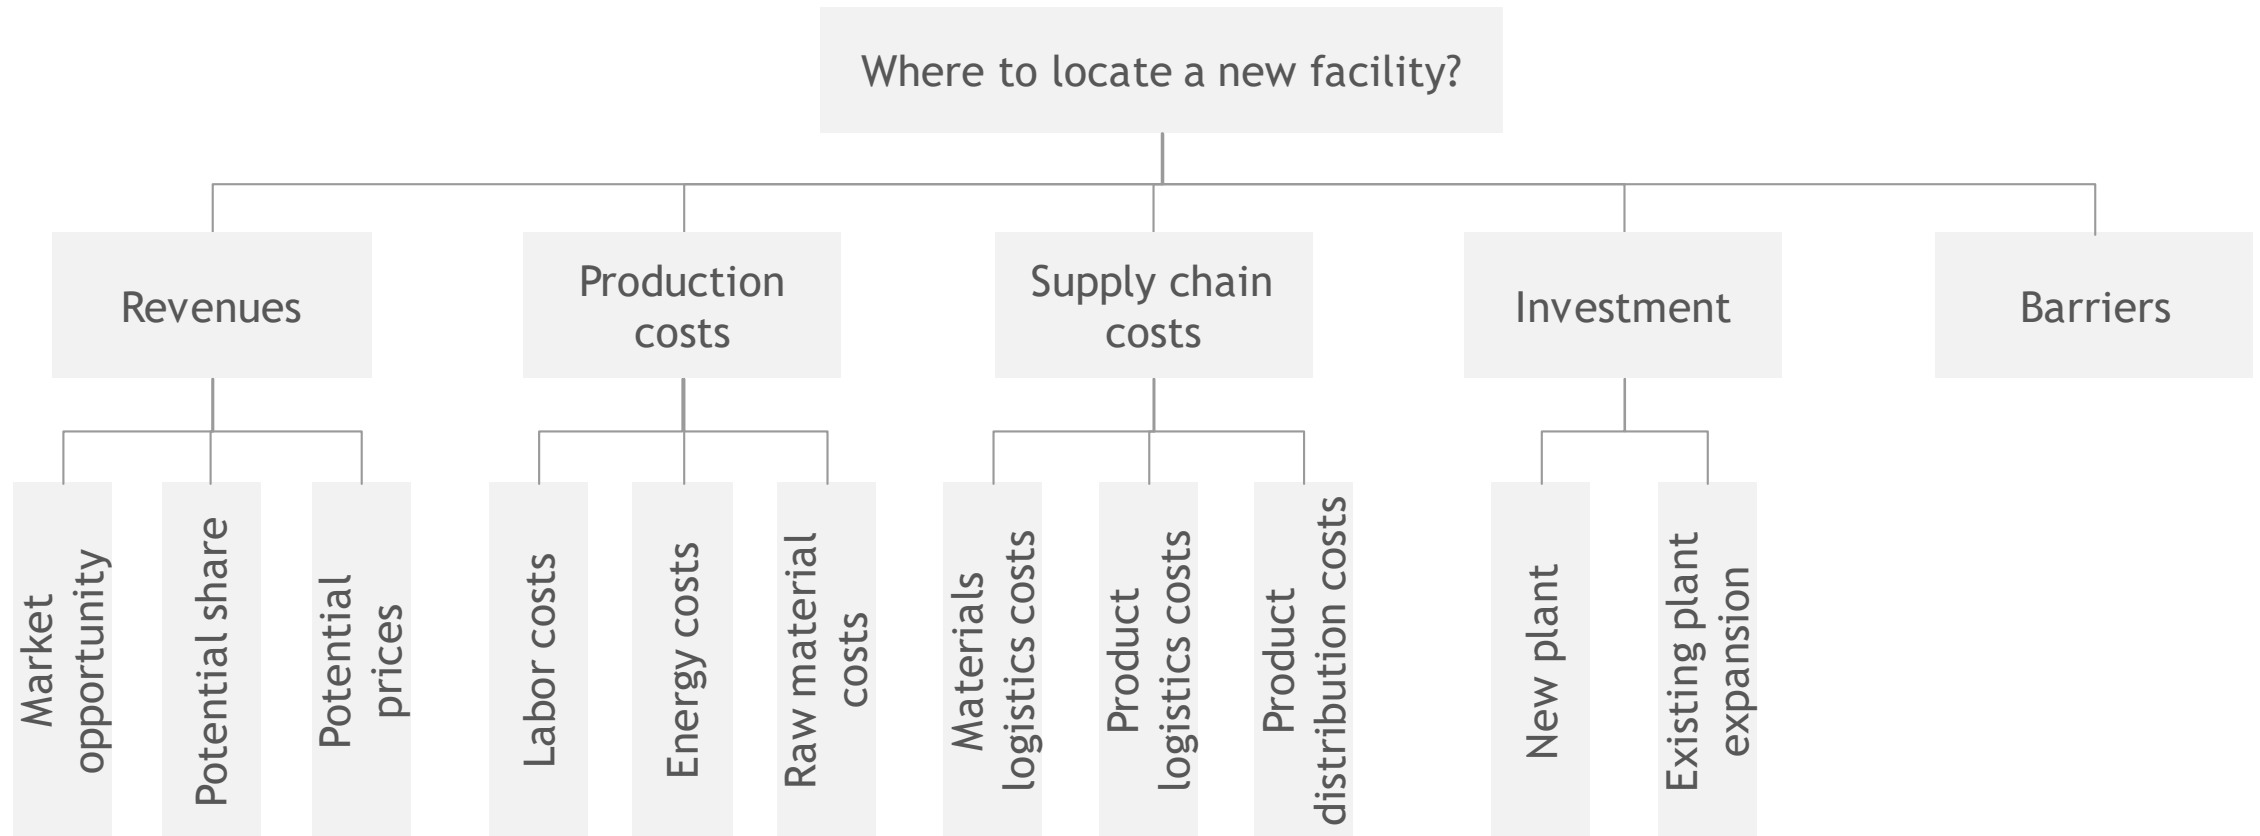 Where to locate a new facility?
Revenues
Production
costs
Supply chain
costs
Investment
Barriers
Market
opportunity
Potential share
Potential
prices
Labor costs
Energy costs
Raw material
costs
Materials
logistics costs
Product
logistics costs
Product
distribution costs
New plant
Existing plant
expansion